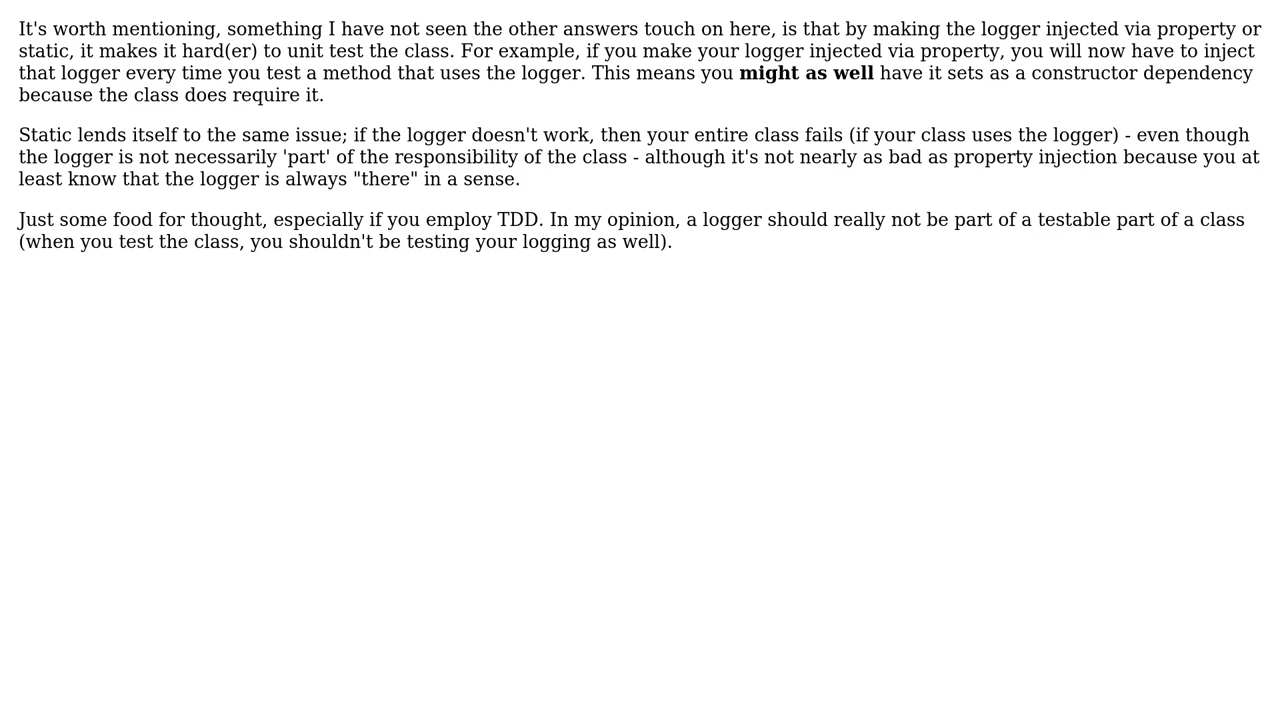 It's worth mentioning, something I have not seen the other answers touch on here, is that by making the logger injected via property or
static, it makes it hard(er) to unit test the class. For example, if you make your logger injected via property, you will now have to inject
that logger every time you test a method that uses the logger. This means you might as well have it sets as a constructor dependency
because the class does require it.
Static lends itself to the same issue; if the logger doesn't work, then your entire class fails (if your class uses the logger) - even though
the logger is not necessarily 'part' of the responsibility of the class - although it's not nearly as bad as property injection because you at
least know that the logger is always "there" in a sense.
Just some food for thought, especially if you employ TDD. In my opinion, a logger should really not be part of a testable part of a class
(when you test the class, you shouldn't be testing your logging as well).